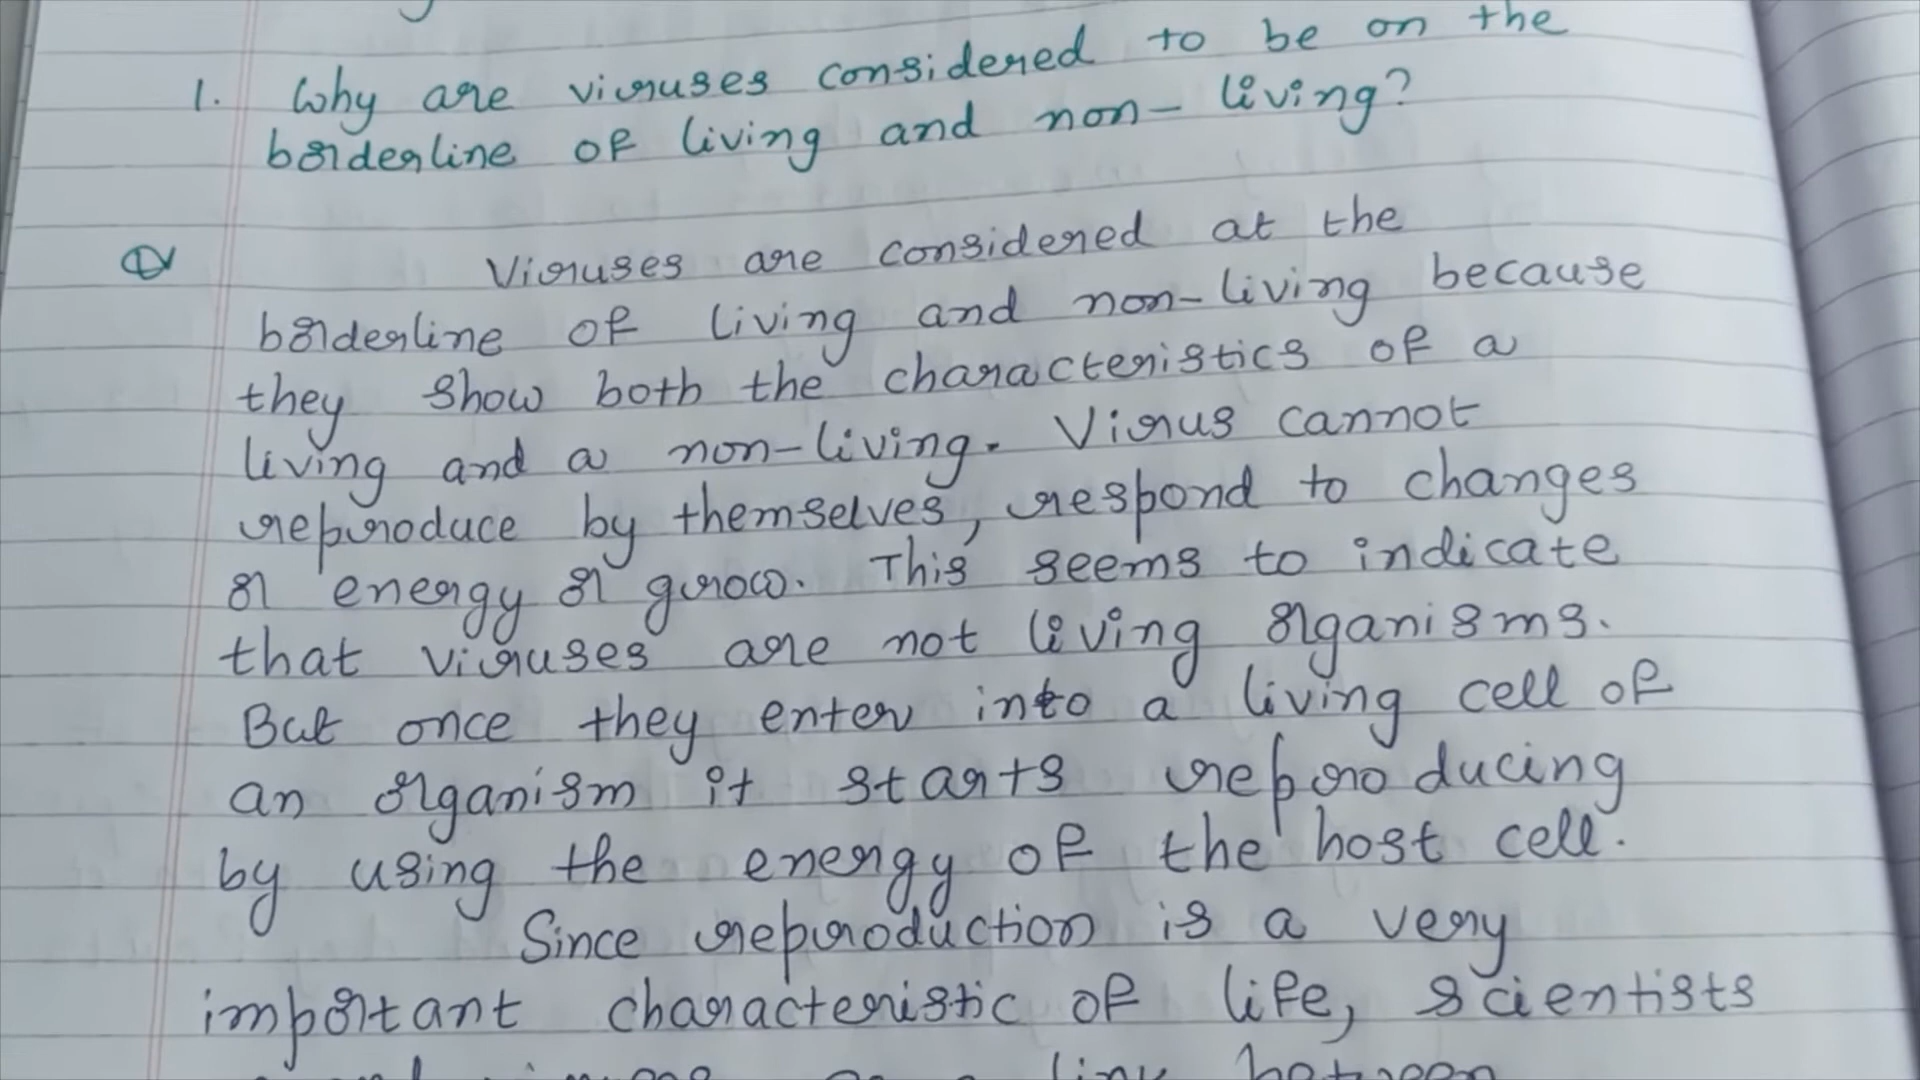 1. Why are viruses considered to be on the
borderline of living and non-living?
Viruses are considered at the
borderline of living and non-living because
they show both the characteristics of a
living and a non-living. Virus cannot
reproduce by themselves, respond to changes
or energy or grow. This seems to indicate
that viruses are not living organisms.
But once they enter into a living cell of
an organism it starts reproducing
by using the energy of the host cell.
Since reproduction is a very
important characteristic of life, scientists
link between